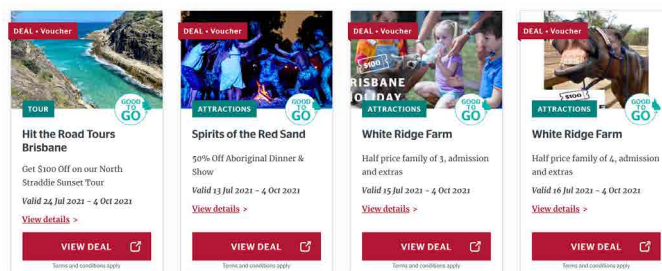 DEAL • Voucher
TOUR
GOOD
TO
GO
Hit the Road Tours
Brisbane
Get $100 Off on our North
Straddie Sunset Tour
Valid 24 Jul 2021 - 4 Oct 2021
View details >
VIEW DEAL
Terms and conditions apply
DEAL • Voucher
ATTRACTIONS
GOOD
TO
GO
Spirits of the Red Sand
50% Off Aboriginal Dinner &
Show
Valid 13 Jul 2021 - 4 Oct 2021
View details >
VIEW DEAL
Terms and conditions apply
DEAL • Voucher
$100
RISBANE
OLIDAY
ATTRACTIONS
GOOD
TO
GO
White Ridge Farm
Half price family of 3, admission
and extras
Valid 15 Jul 2021 - 4 Oct 2021
View details >
VIEW DEAL
Terms and conditions apply
DEAL • Voucher
$100
ATTRACTIONS
GOOD
TO
GO
White Ridge Farm
Half price family of 4, admission
and extras
Valid 16 Jul 2021 - 4 Oct 2021
View details >
VIEW DEAL
Terms and conditions apply